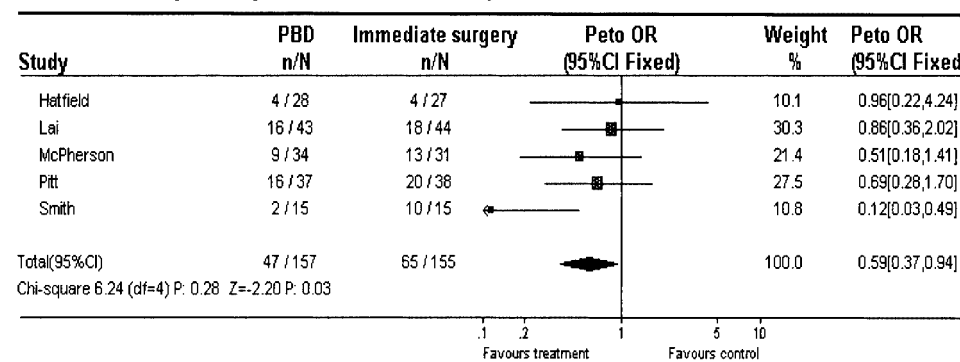 PBD Immediate surgery Peto OR Weight Peto OR
Study n/N n/N (95%CI Fixed) % (95%CI Fixed
Hatfield 4 / 28 4 / 27 10.1 0.96[0.22,4.24]
Lai 16 / 43 18 / 44 30.3 0.86[0.36,2.02]
McPherson 9 / 34 13 / 31 21.4 0.51[0.18,1.41]
Pitt 16 / 37 20 / 38 27.5 0.69[0.28,1.70]
Smith 2 / 15 10 / 15 10.8 0.12[0.03,0.49]
Total(95%CI) 47 / 157 65 / 155 100.0 0.59[0.37,0.94]
Chi-square 6.24 (df=4) P: 0.28 Z=-2.20 P: 0.03
.1 .2 1 5 10
Favours treatment Favours control